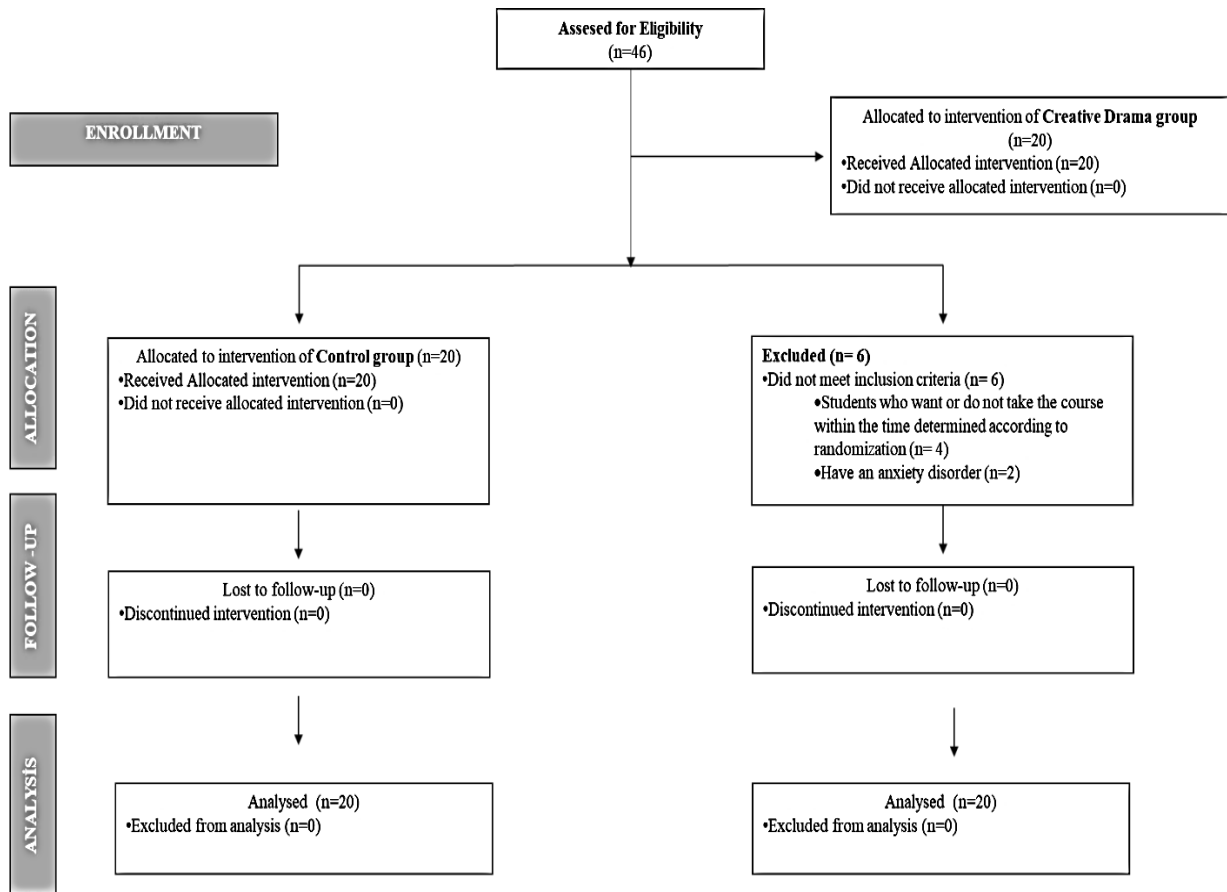 Assesed for Eligibility
(n=46)
ENROLLMENT
Allocated to intervention of Creative Drama group
(n=20)
•Received Allocated intervention (n=20)
•Did not receive allocated intervention (n=0)
ALLOCATION
Allocated to intervention of Control group (n=20)
•Received Allocated intervention (n=20)
•Did not receive allocated intervention (n=0)
Excluded (n= 6)
•Did not meet inclusion criteria (n= 6)
•Students who want or do not take the course
within the time determined according to
randomization (n= 4)
•Have an anxiety disorder (n=2)
FOLLOW -UP
Lost to follow-up (n=0)
•Discontinued intervention (n=0)
Lost to follow-up (n=0)
•Discontinued intervention (n=0)
ANALYSİS
Analysed (n=20)
•Excluded from analysis (n=0)
Analysed (n=20)
•Excluded from analysis (n=0)